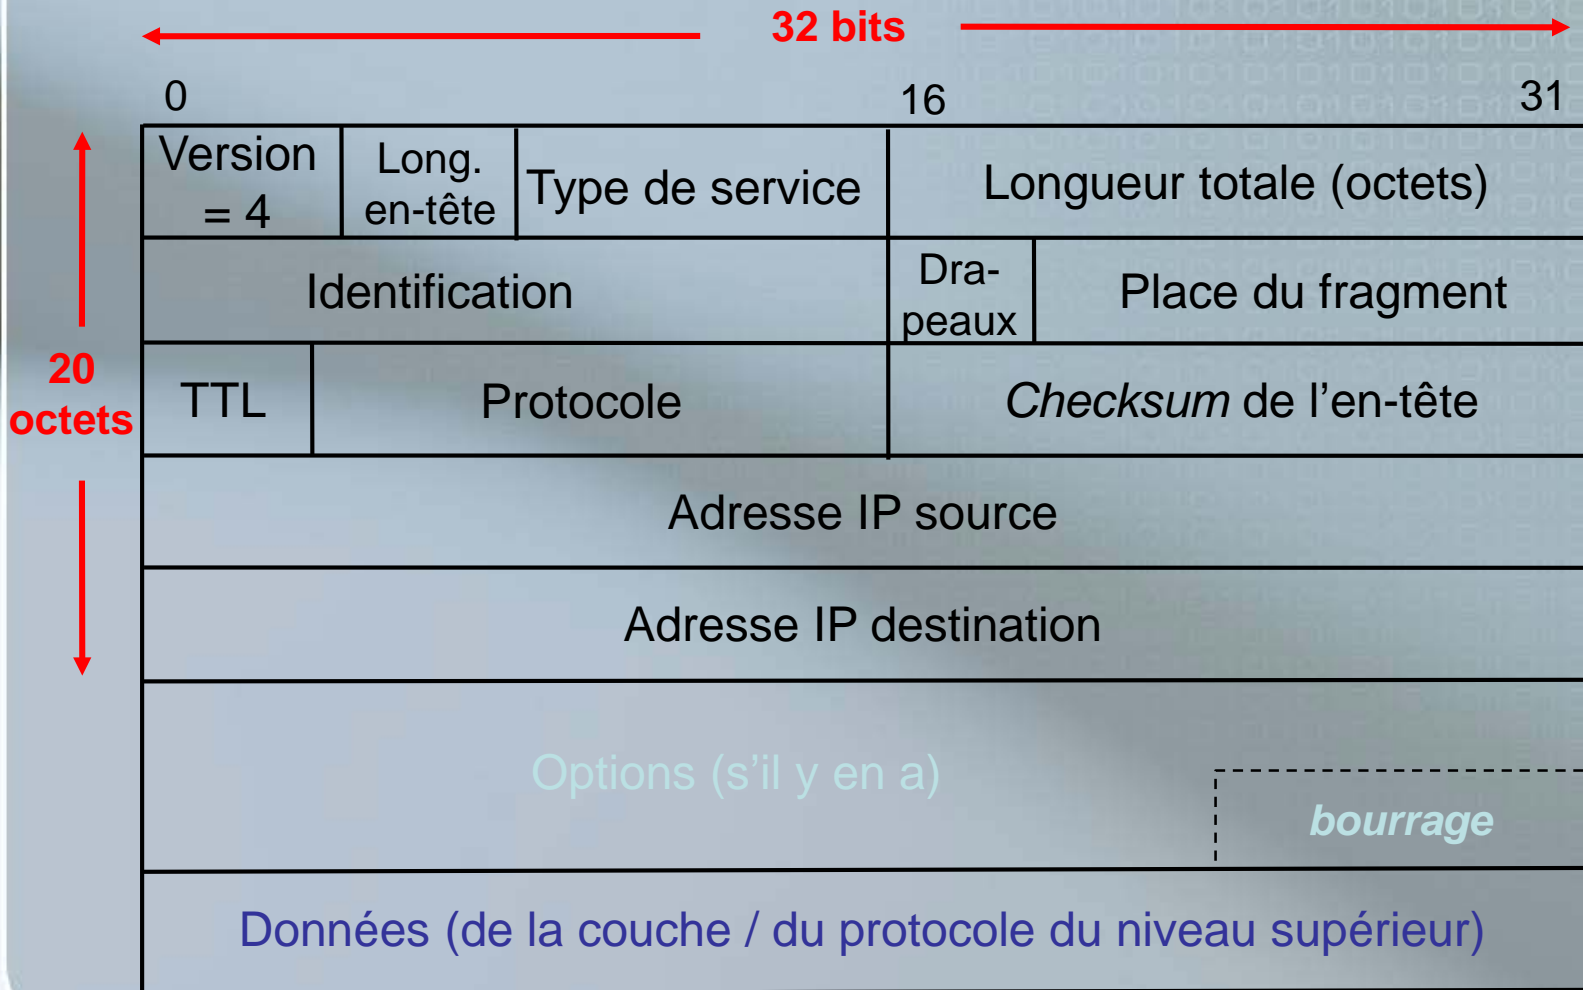 32 bits
0 16 31
Version
= 4
Long.
en-tête
Type de service
Longueur totale (octets)
Identification
Dra-
peaux
Place du fragment
20
octets
TTL
Protocole
Checksum de l’en-tête
Adresse IP source
Adresse IP destination
Options (s’il y en a)
bourrage
Données (de la couche / du protocole du niveau supérieur)